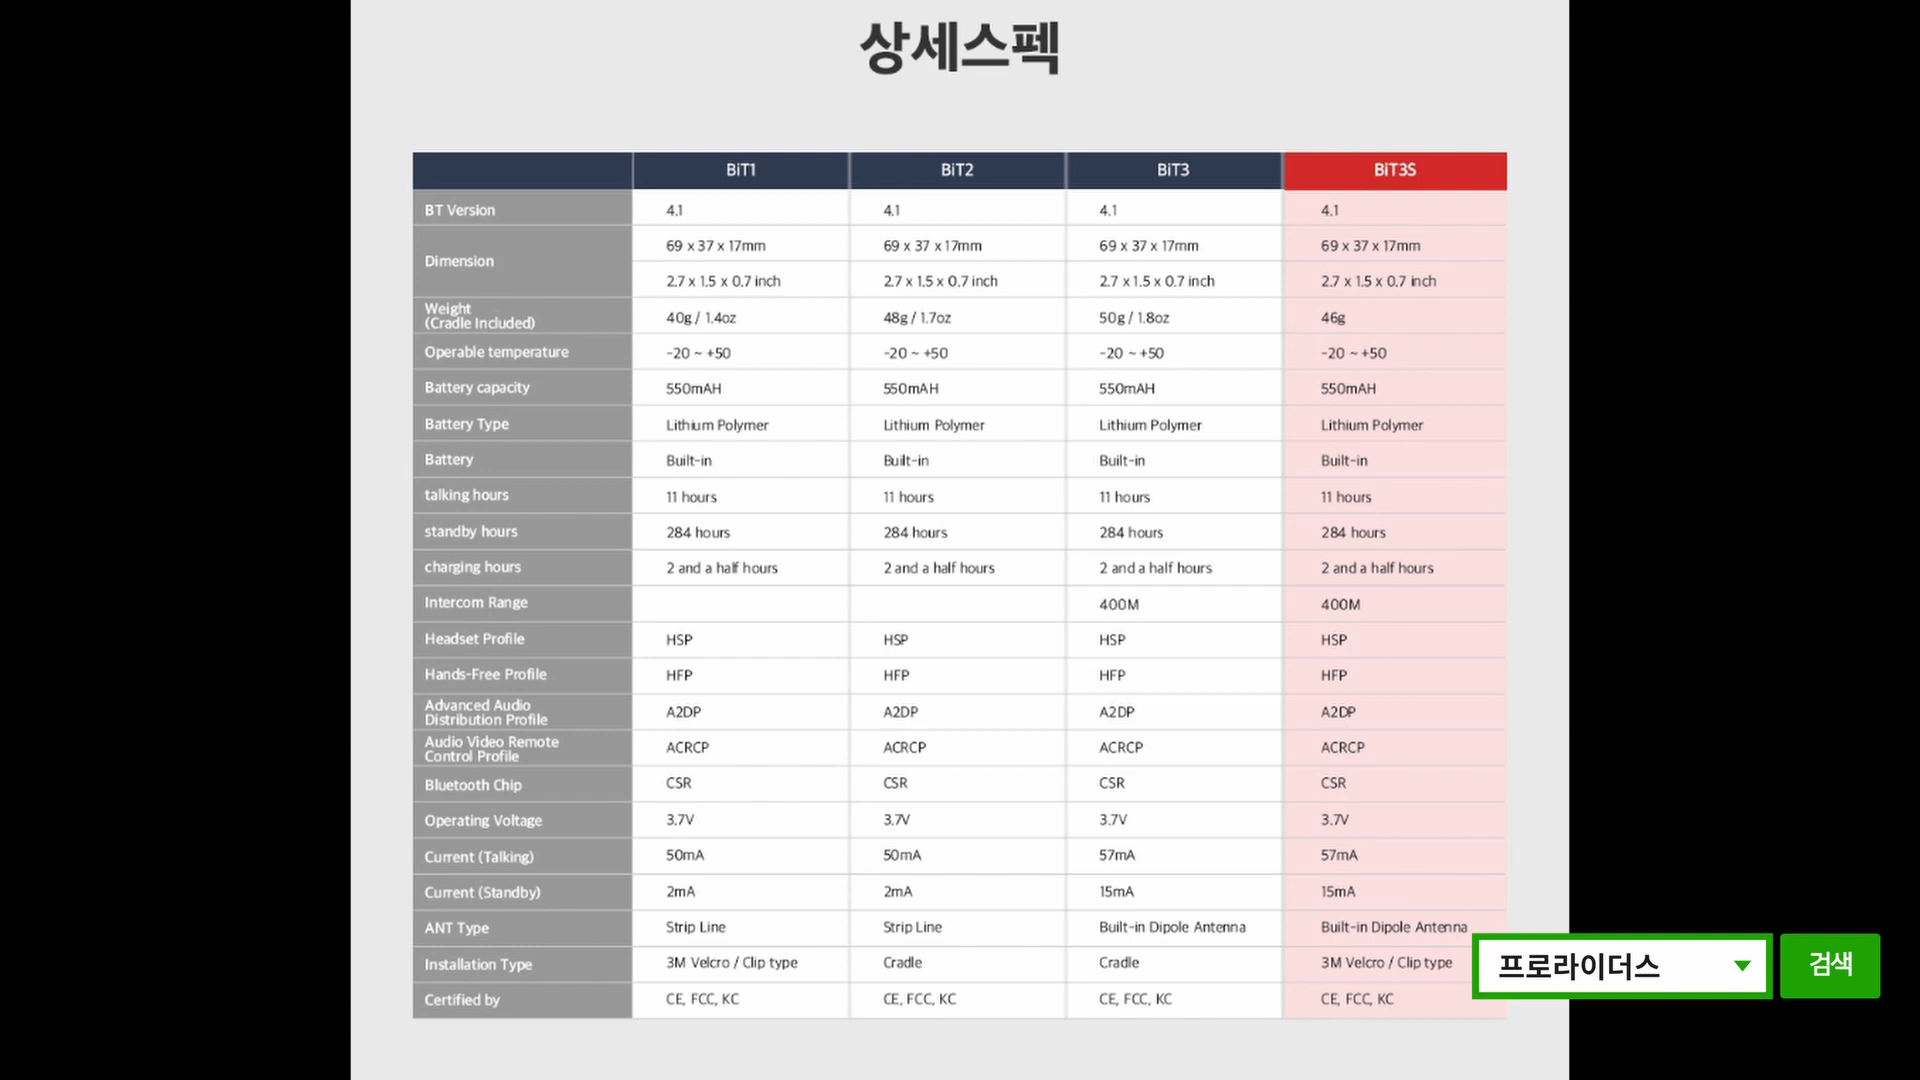 상세스펙
BiT1 BiT2 BiT3 BiT3S
BT Version 4.1 4.1 4.1 4.1
Dimension
69 x 37 x 17mm 69 x 37 x 17mm 69 x 37 x 17mm 69 x 37 x 17mm
2.7 x 1.5 x 0.7 inch 2.7 x 1.5 x 0.7 inch 2.7 x 1.5 x 0.7 inch 2.7 x 1.5 x 0.7 inch
Weight
(Cradle Included) 40g / 1.4oz 48g / 1.7oz 50g / 1.8oz 46g
Operable temperature -20 ~ +50 -20 ~ +50 -20 ~ +50 -20 ~ +50
Battery capacity 550mAH 550mAH 550mAH 550mAH
Battery Type Lithium Polymer Lithium Polymer Lithium Polymer Lithium Polymer
Battery Built-in Built-in Built-in Built-in
talking hours 11 hours 11 hours 11 hours 11 hours
standby hours 284 hours 284 hours 284 hours 284 hours
charging hours 2 and a half hours 2 and a half hours 2 and a half hours 2 and a half hours
Intercom Range 400M 400M
Headset Profile HSP HSP HSP HSP
Hands-Free Profile HFP HFP HFP HFP
Advanced Audio
Distribution Profile A2DP A2DP A2DP A2DP
Audio Video Remote
Control Profile ACRCP ACRCP ACRCP ACRCP
Bluetooth Chip CSR CSR CSR CSR
Operating Voltage 3.7V 3.7V 3.7V 3.7V
Current (Talking) 50mA 50mA 57mA 57mA
Current (Standby) 2mA 2mA 15mA 15mA
ANT Type Strip Line Strip Line Built-in Dipole Antenna Built-in Dipole Antenna
Installation Type 3M Velcro / Clip type Cradle Cradle 3M Velcro / Clip type
Certified by CE, FCC, KC CE, FCC, KC CE, FCC, KC CE, FCC, KC
프로라이더스 검색